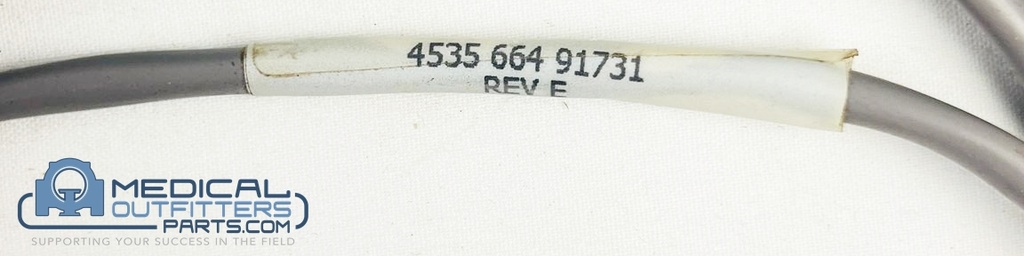 4535 664 91731
REV E
MEDICAL
OUTFITTERS
PARTS.COM
SUPPORTING YOUR SUCCESS IN THE FIELD